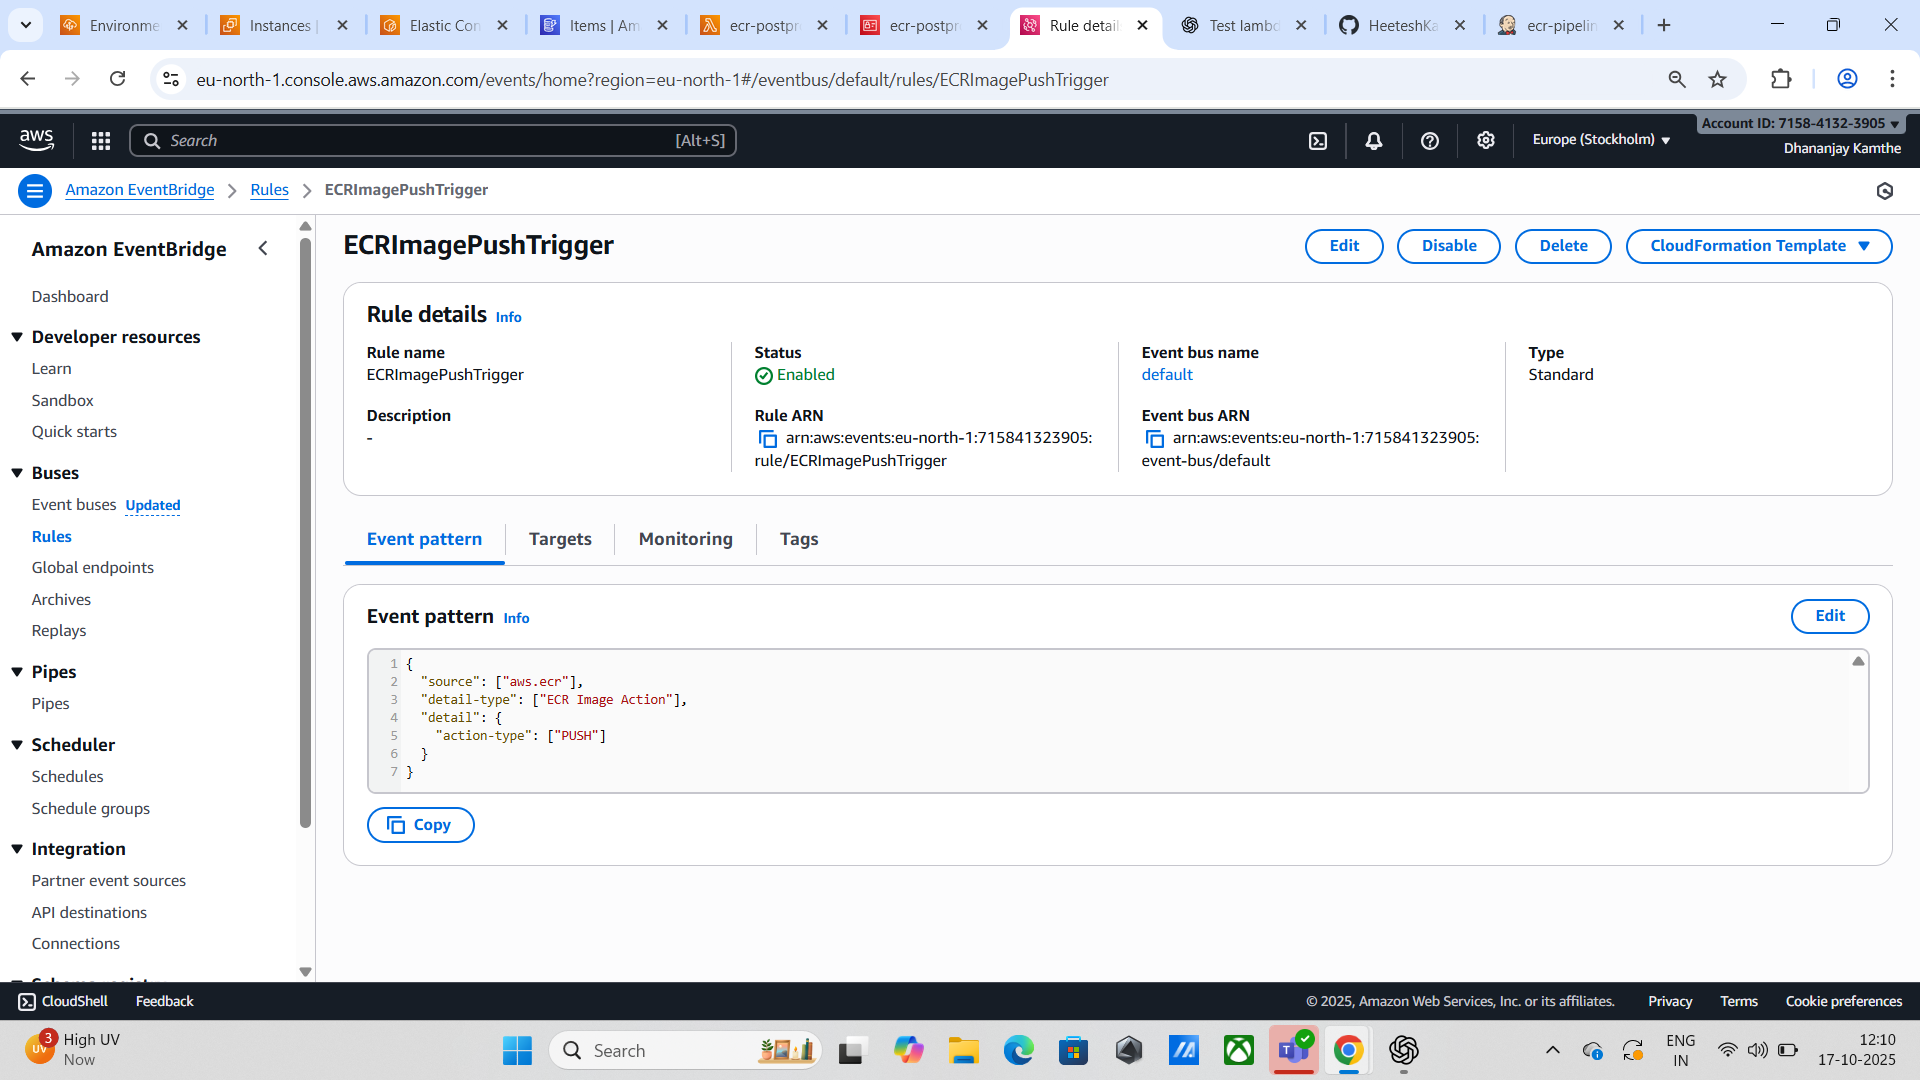 Environme
Instances |
Elastic Con
Items | Am
ecr-postpr
ecr-postpr
Rule detail
Test lambd
HeeteshKa
ecr-pipelin
eu-north-1.console.aws.amazon.com/events/home?region=eu-north-1#/eventbus/default/rules/ECRImagePushTrigger
aws
Search
[Alt+S]
Europe (Stockholm)
Account ID: 7158-4132-3905
Dhananjay Kamthe
Amazon EventBridge
Rules
ECRImagePushTrigger
Amazon EventBridge
Dashboard
Developer resources
Learn
Sandbox
Quick starts
Buses
Event buses Updated
Rules
Global endpoints
Archives
Replays
Pipes
Pipes
Scheduler
Schedules
Schedule groups
Integration
Partner event sources
API destinations
Connections
ECRImagePushTrigger
Edit
Disable
Delete
CloudFormation Template
Rule details Info
Rule name
ECRImagePushTrigger
Description
-
Status
Enabled
Rule ARN
arn:aws:events:eu-north-1:715841323905:
rule/ECRImagePushTrigger
Event bus name
default
Event bus ARN
arn:aws:events:eu-north-1:715841323905:
event-bus/default
Type
Standard
Event pattern
Targets
Monitoring
Tags
Event pattern Info
Edit
1 {
2 "source": ["aws.ecr"],
3 "detail-type": ["ECR Image Action"],
4 "detail": {
5 "action-type": ["PUSH"]
6 }
7 }
Copy
CloudShell
Feedback
© 2025, Amazon Web Services, Inc. or its affiliates.
Privacy
Terms
Cookie preferences
UV
3
High UV
Now
Search
ENG
IN
12:10
17-10-2025